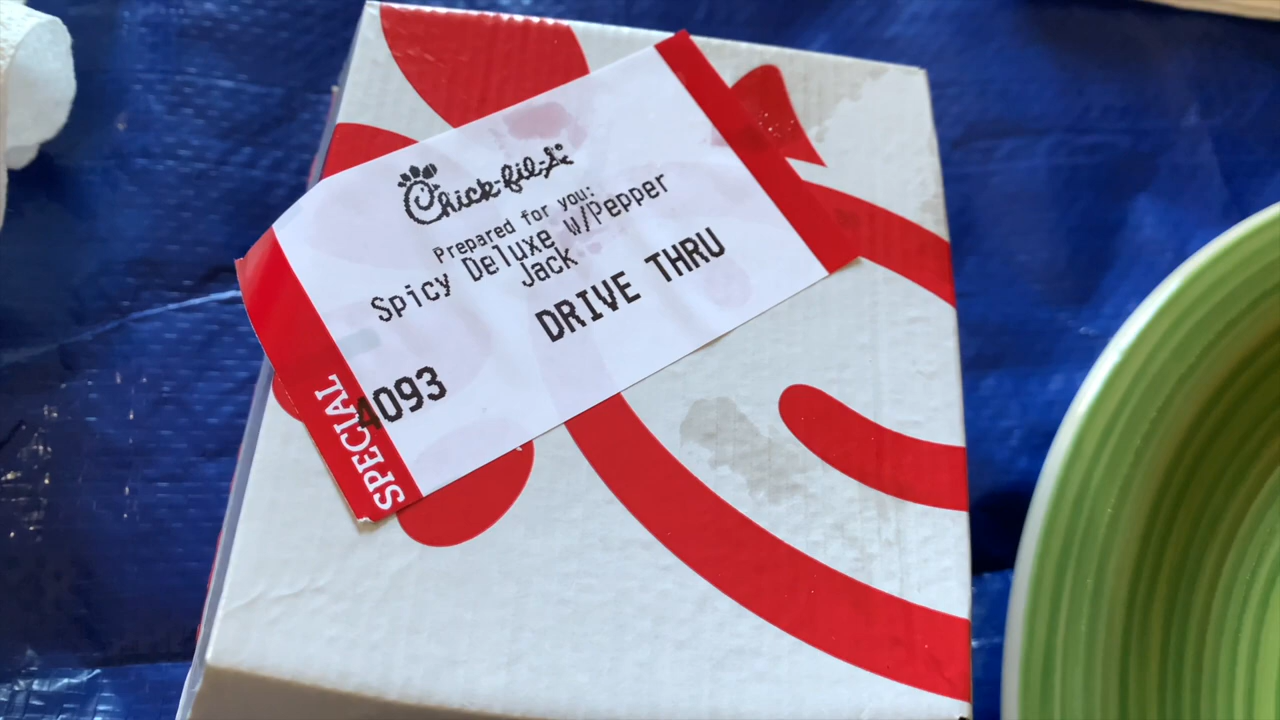 Chick-fil-A
Prepared for you:
Spicy Deluxe w/Pepper
Jack
DRIVE THRU
4093
SPECIAL